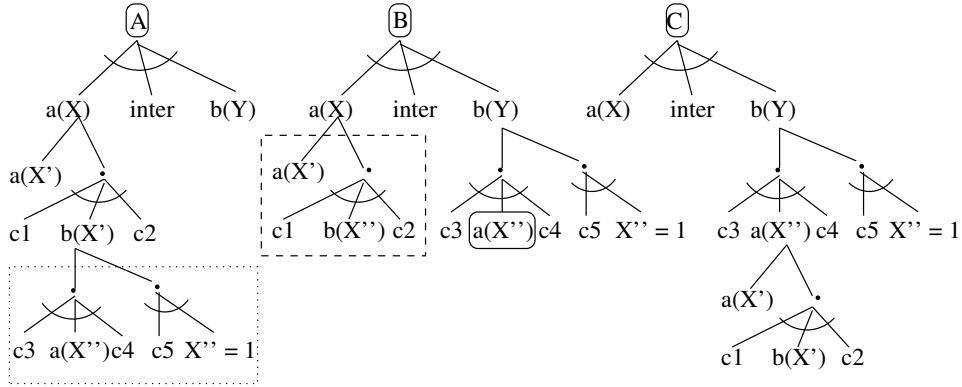 A B C
a(X) inter b(Y) a(X) inter b(Y) a(X) inter b(Y)
a(X') a(X')
c1 b(X') c2 c1 b(X'') c2 c3 a(X'') c4 c5 X'' = 1 c3 a(X'') c4 c5 X'' = 1
a(X')
c3 a(X'') c4 c5 X'' = 1 c1 b(X') c2